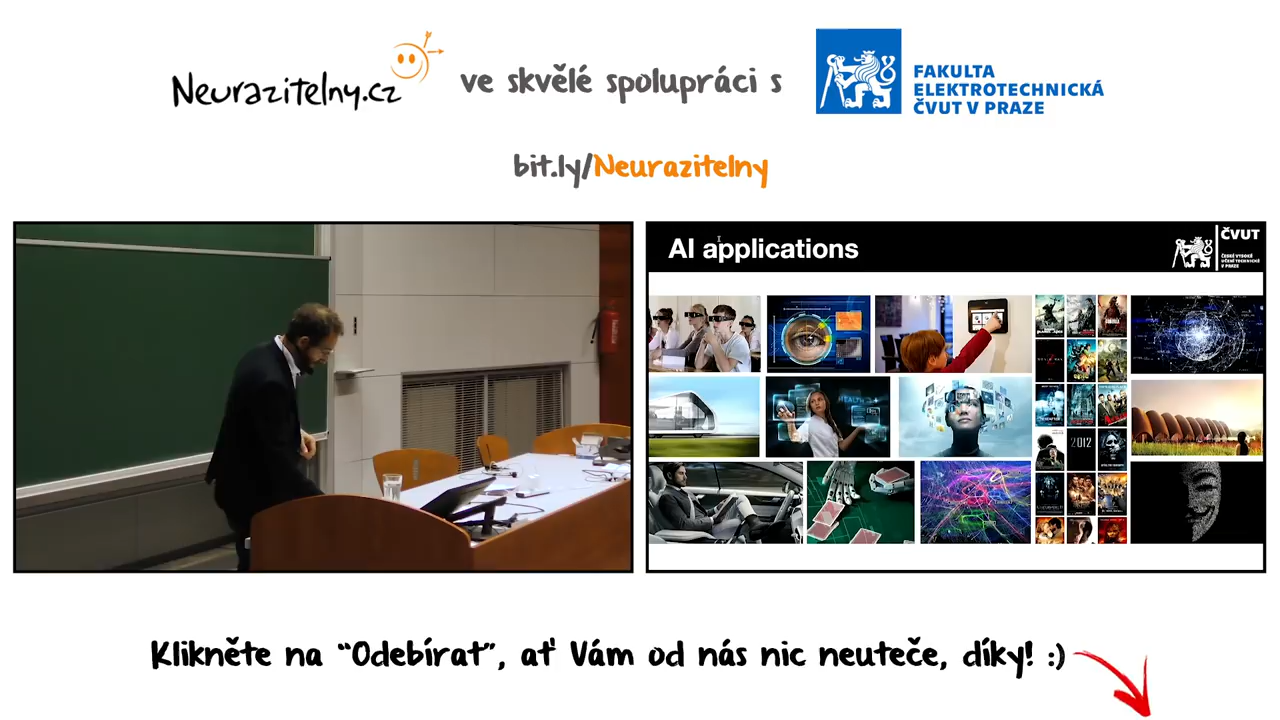 Neurazitelny.cz ve skvělé spolupráci s
FAKULTA
ELEKTROTECHNICKÁ
ČVUT V PRAZE
bit.ly/Neurazitelny
AI applications
ČVUT
ČESKÉ VYSOKÉ
UČENÍ TECHNICKÉ
V PRAZE
2012
Klikněte na “Odebírat”, ať Vám od nás nic neuteče, díky! :)